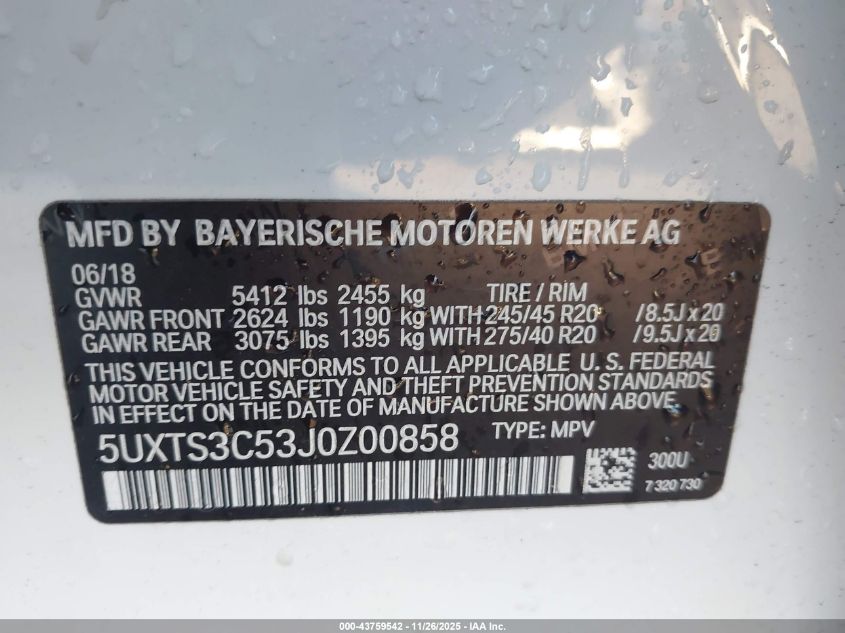 MFD BY BAYERISCHE MOTOREN WERKE AG
06/18
GVWR 5412 lbs 2455 kg TIRE / RIM
GAWR FRONT 2624 lbs 1190 kg WITH 245/45 R20 /8.5J x 20
GAWR REAR 3075 lbs 1395 kg WITH 275/40 R20 /9.5J x 20
THIS VEHICLE CONFORMS TO ALL APPLICABLE U. S. FEDERAL
MOTOR VEHICLE SAFETY AND THEFT PREVENTION STANDARDS
IN EFFECT ON THE DATE OF MANUFACTURE SHOWN ABOVE.
5UXTS3C53J0Z00858 TYPE: MPV
300U
7 320 730
000-43759542 - 11/26/2025 - IAA Inc.